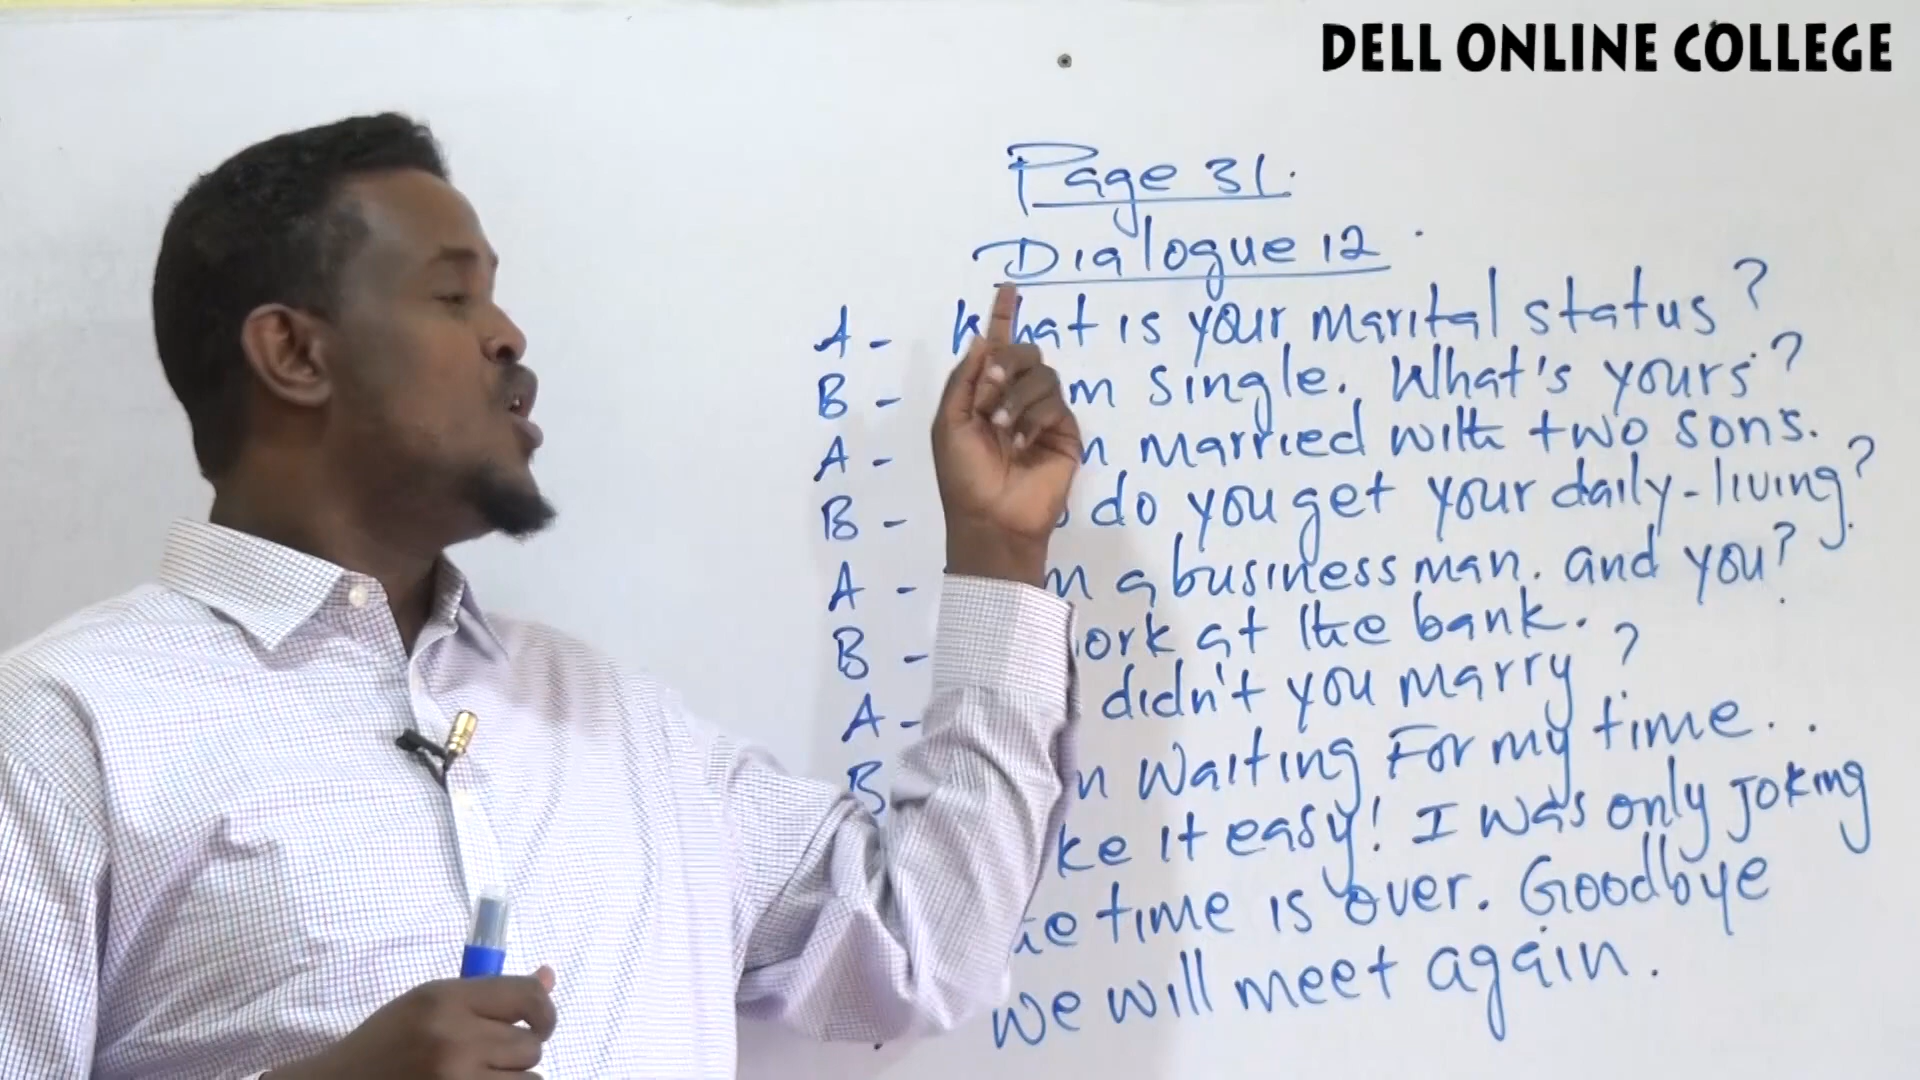 DELL ONLINE COLLEGE
Page 31.
Dialogue 12
A - What is your marital status?
B - single. What's yours?
A - married with two sons.
B - do you get your daily-living?
A - a business man. and you?
B - at the bank.
A - didn't you marry?
B waiting For my time.
it easy! I was only joking
time is over. Goodbye
we will meet again.